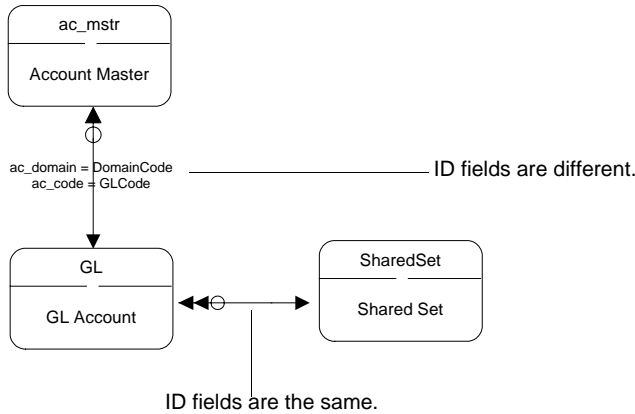 ac_mstr
Account Master
ac_domain = DomainCode
ac_code = GLCode
ID fields are different.
GL
GL Account
SharedSet
Shared Set
ID fields are the same.